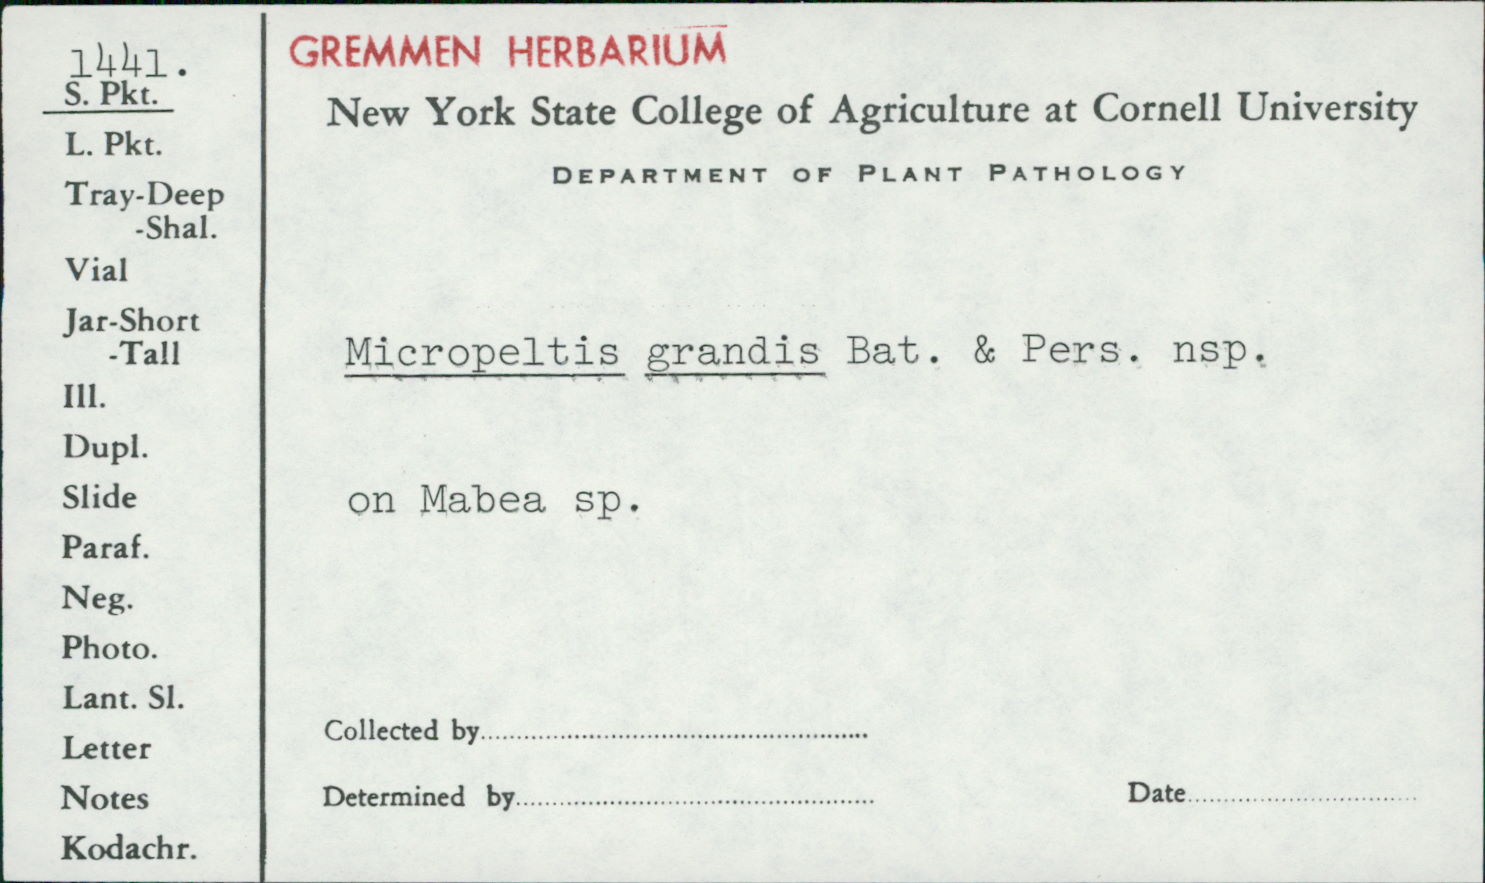 1441.
S. Pkt.
L. Pkt.
Tray-Deep
-Shal.
Vial
Jar-Short
-Tall
Ill.
Dupl.
Slide
Paraf.
Neg.
Photo.
Lant. Sl.
Letter
Notes
Kodachr.
GREMMEN HERBARIUM
New York State College of Agriculture at Cornell University
DEPARTMENT OF PLANT PATHOLOGY
Micropeltis grandis Bat. & Pers. nsp.
on Mabea sp.
Collected by
Determined by
Date